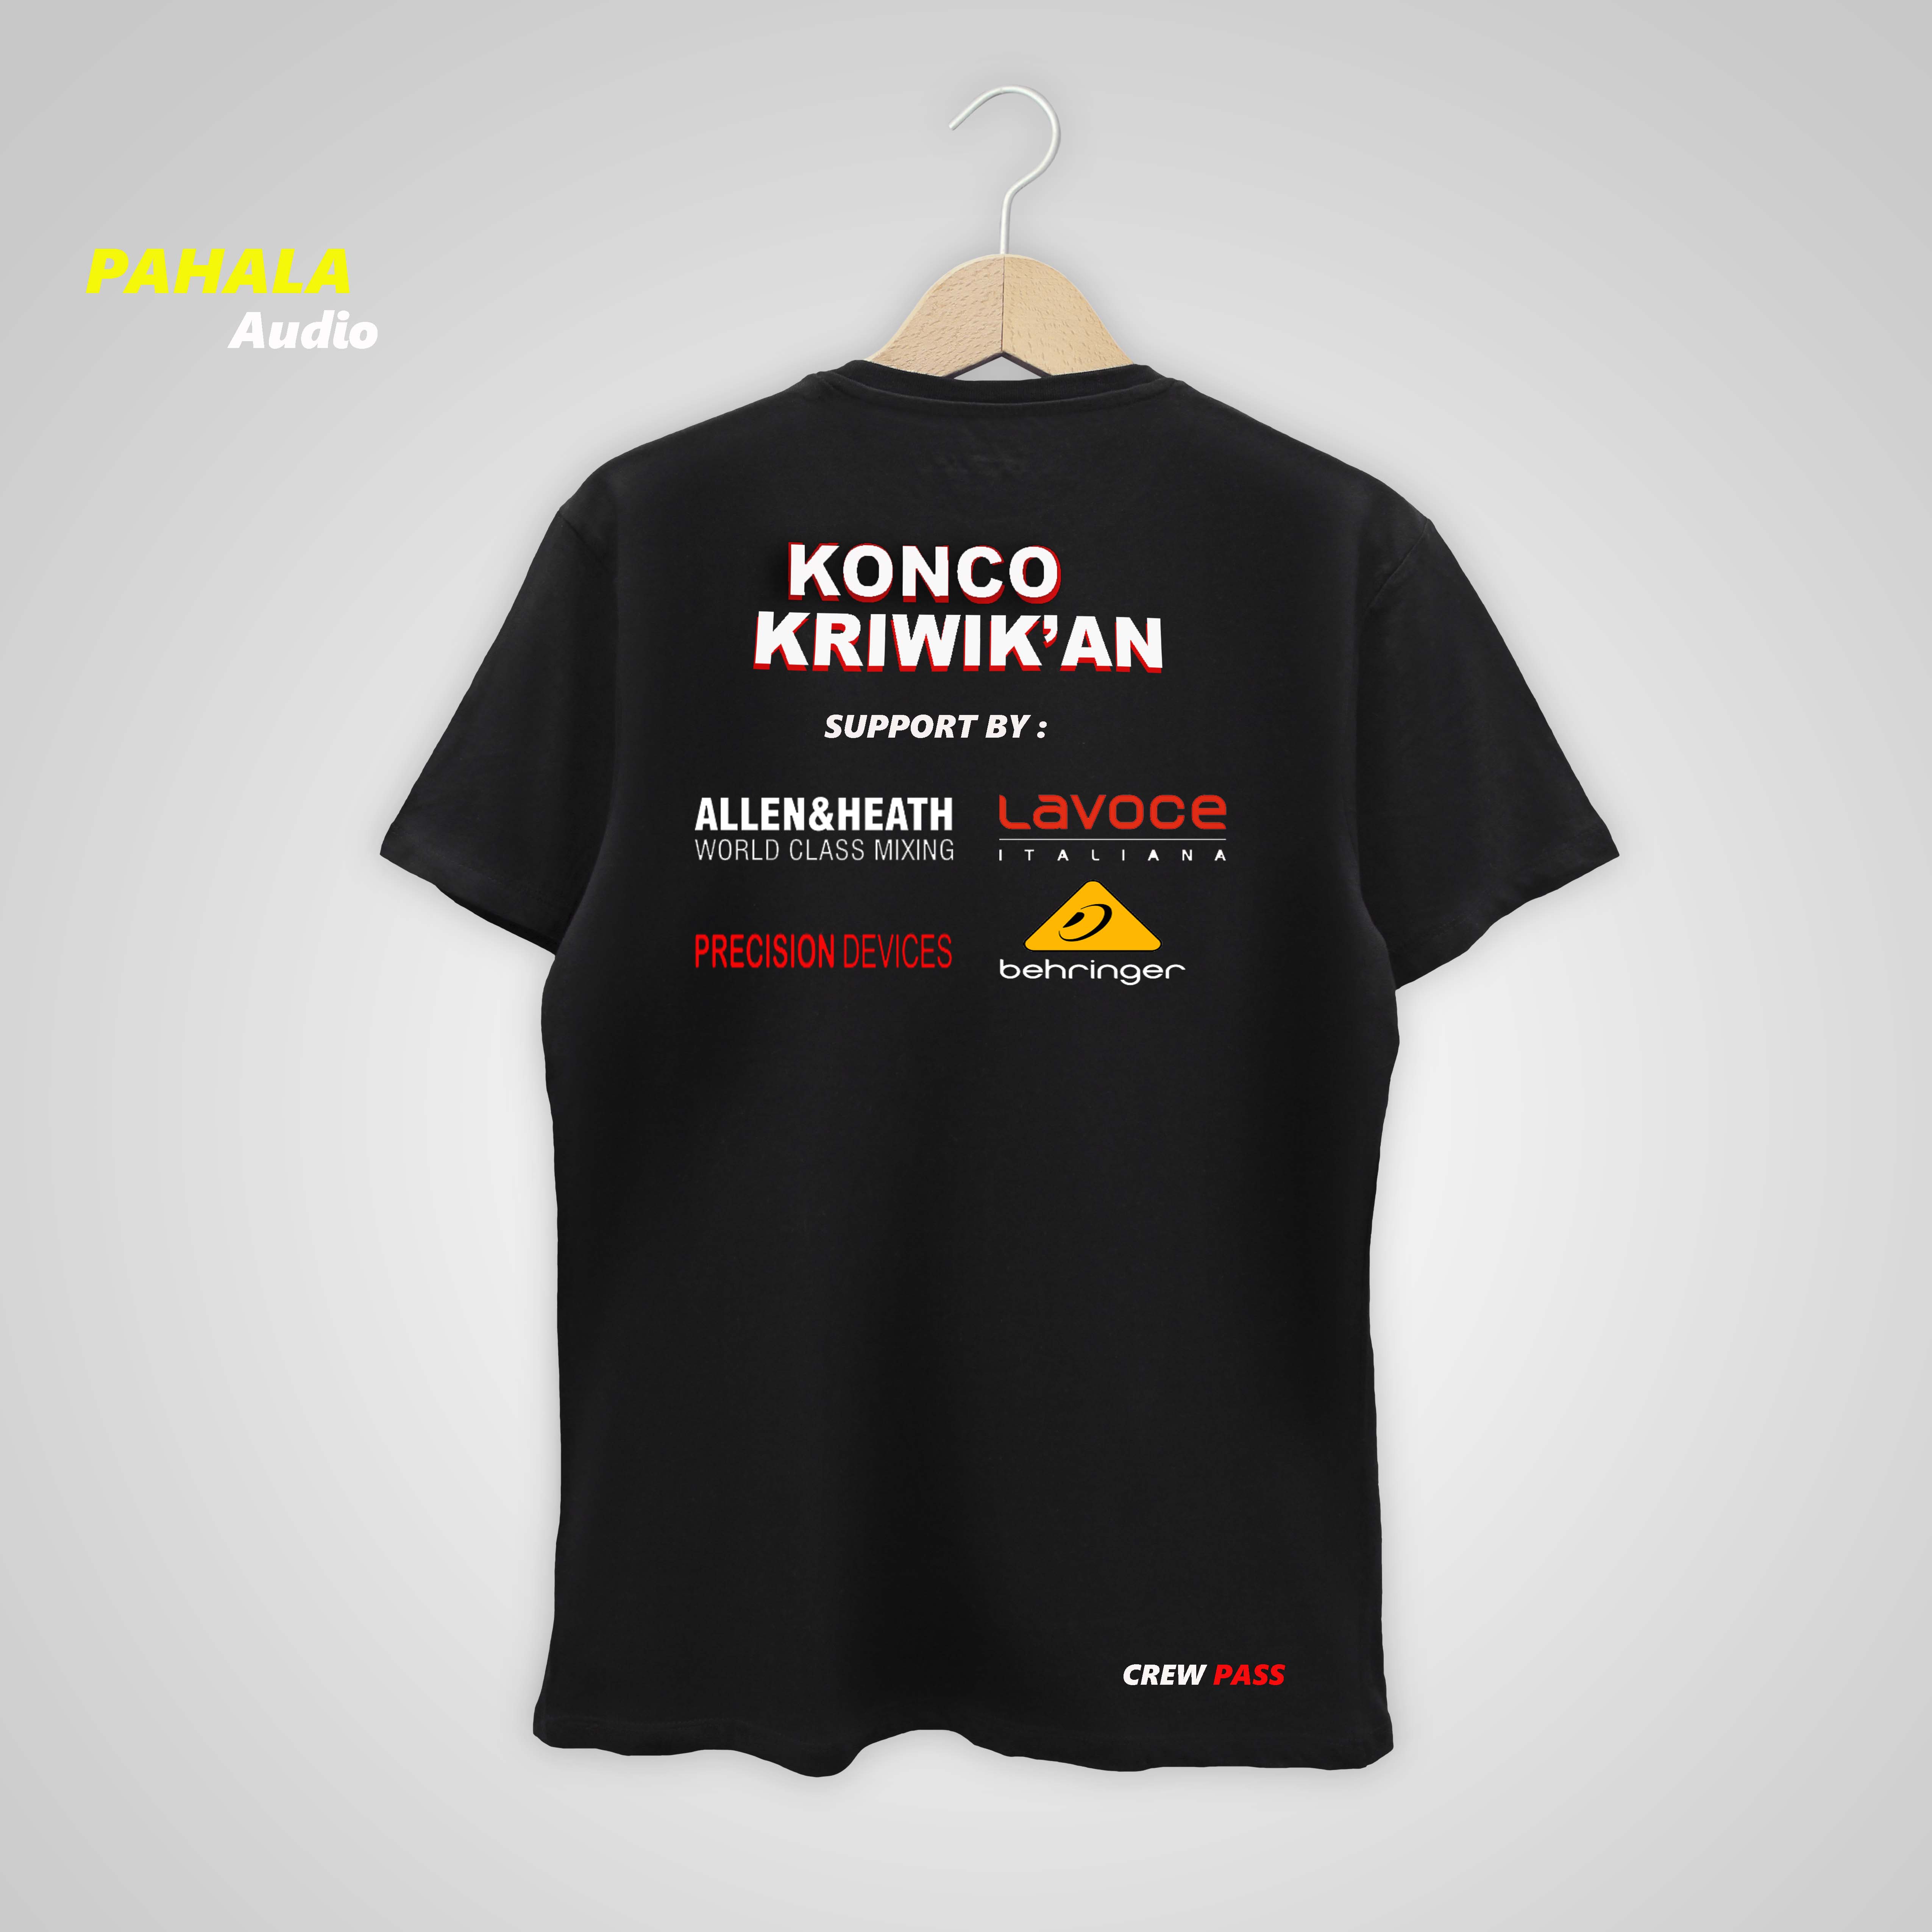 PAHALA
Audio
KONCO
KRIWIK’AN
SUPPORT BY :
ALLEN&HEATH
WORLD CLASS MIXING
LAVOCE
ITALIANA
PRECISION DEVICES
behringer
CREW PASS